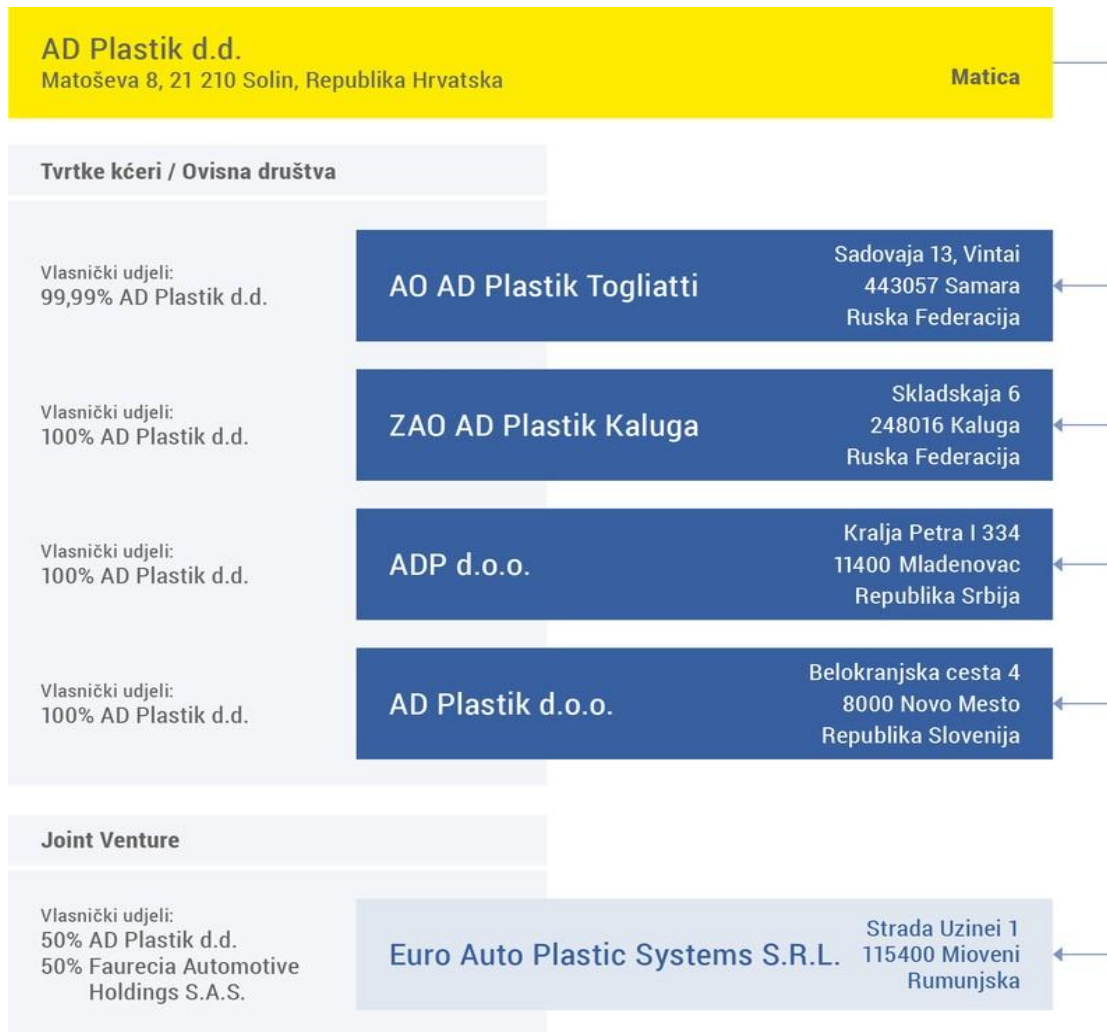 AD Plastik d.d.
Matoševa 8, 21 210 Solin, Republika Hrvatska
Matica
Tvrtke kćeri / Ovisna društva
Vlasnički udjeli:
99,99% AD Plastik d.d.
AO AD Plastik Togliatti
Sadovaja 13, Vintai
443057 Samara
Ruska Federacija
Vlasnički udjeli:
100% AD Plastik d.d.
ZAO AD Plastik Kaluga
Skladskaja 6
248016 Kaluga
Ruska Federacija
Vlasnički udjeli:
100% AD Plastik d.d.
ADP d.o.o.
Kralja Petra I 334
11400 Mladenovac
Republika Srbija
Vlasnički udjeli:
100% AD Plastik d.d.
AD Plastik d.o.o.
Belokranjska cesta 4
8000 Novo Mesto
Republika Slovenija
Joint Venture
Vlasnički udjeli:
50% AD Plastik d.d.
50% Faurecia Automotive
Holdings S.A.S.
Euro Auto Plastic Systems S.R.L.
Strada Uzinei 1
115400 Mioveni
Rumunjska